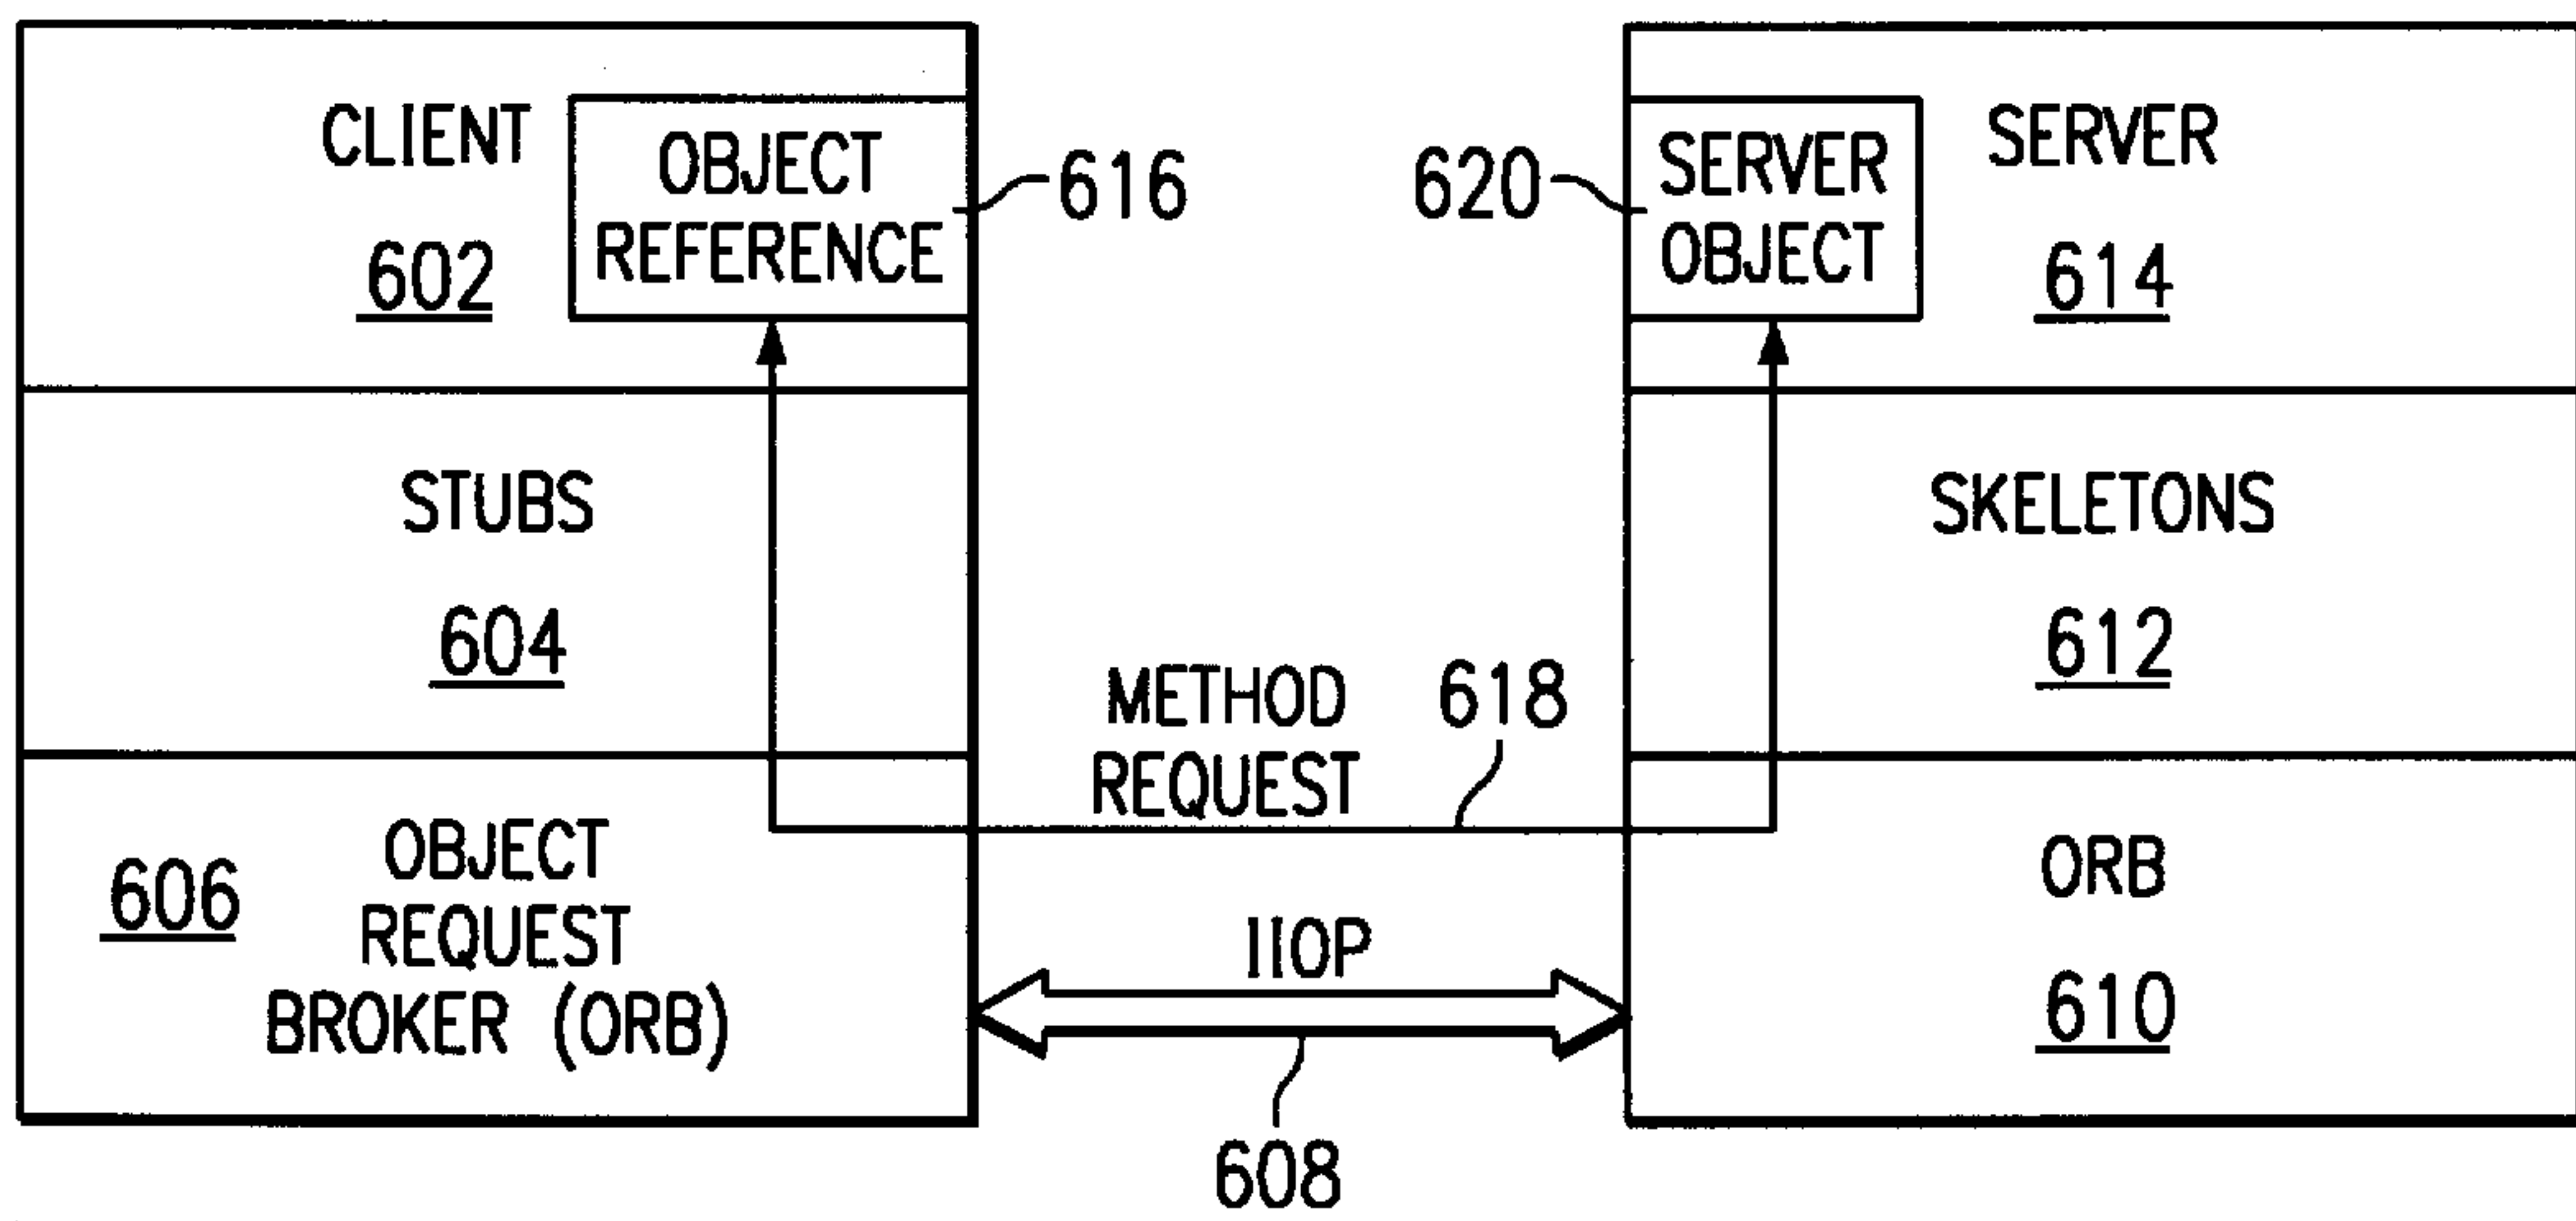 CLIENT
602
OBJECT
REFERENCE
616
620
SERVER
OBJECT
SERVER
614
STUBS
604
SKELETONS
612
METHOD
REQUEST
618
606
OBJECT
REQUEST
BROKER (ORB)
IIOP
608
ORB
610